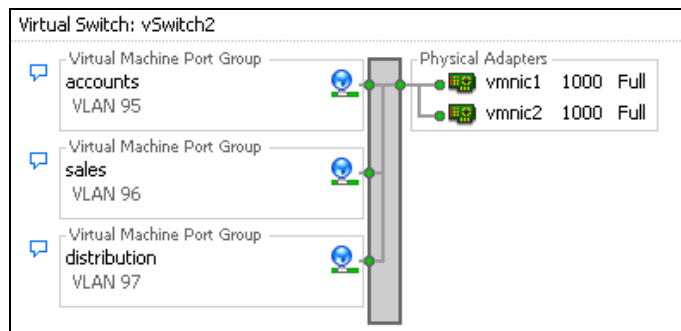 Virtual Switch: vSwitch2
Virtual Machine Port Group
accounts
VLAN 95
Virtual Machine Port Group
sales
VLAN 96
Virtual Machine Port Group
distribution
VLAN 97
Physical Adapters
vmnic1 1000 Full
vmnic2 1000 Full